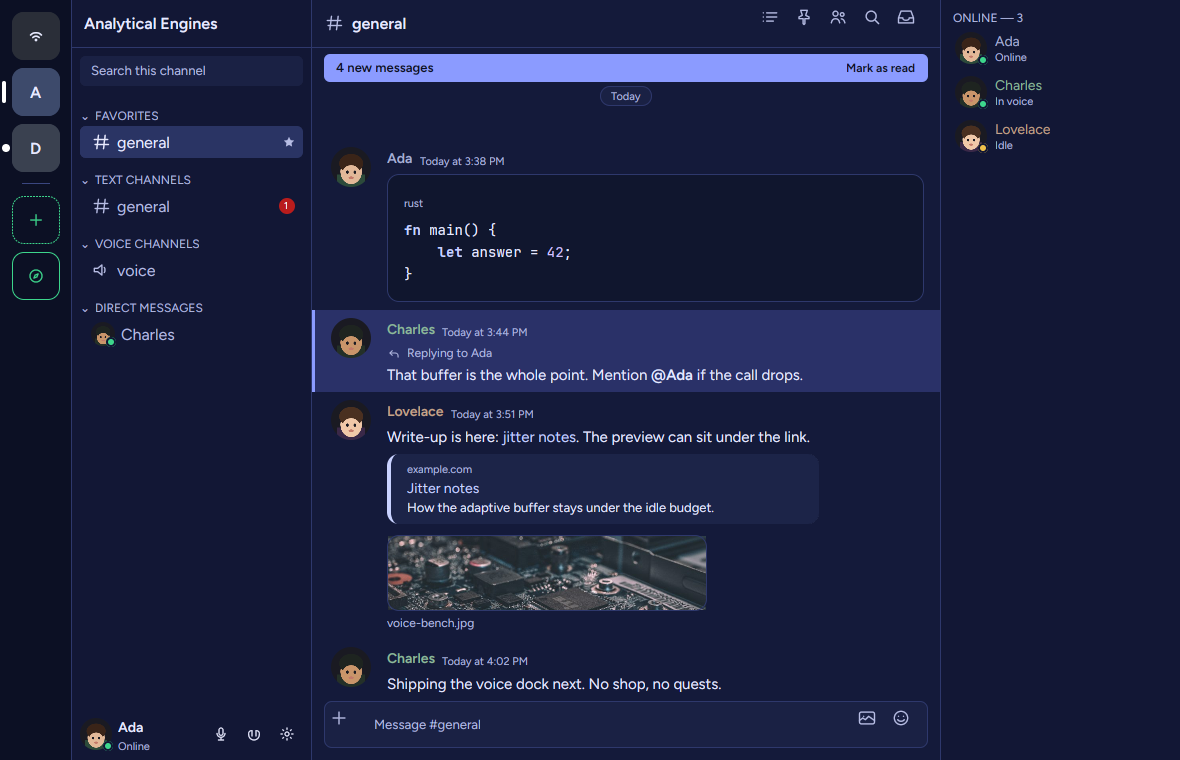 A
D
Analytical Engines
Search this channel
FAVORITES
general
TEXT CHANNELS
general
1
VOICE CHANNELS
voice
DIRECT MESSAGES
Charles
Ada
Online
# general
4 new messages
Mark as read
Today
Ada Today at 3:38 PM
rust
fn main() {
let answer = 42;
}
Charles Today at 3:44 PM
Replying to Ada
That buffer is the whole point. Mention @Ada if the call drops.
Lovelace Today at 3:51 PM
Write-up is here: jitter notes. The preview can sit under the link.
example.com
Jitter notes
How the adaptive buffer stays under the idle budget.
voice-bench.jpg
Charles Today at 4:02 PM
Shipping the voice dock next. No shop, no quests.
Message #general
ONLINE — 3
Ada
Online
Charles
In voice
Lovelace
Idle